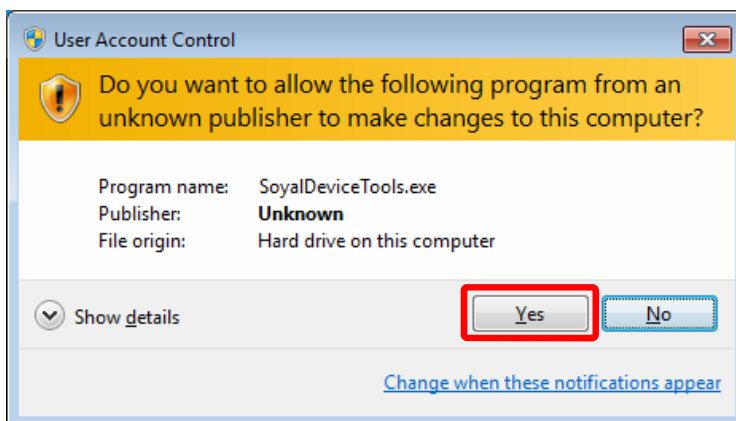 User Account Control
Do you want to allow the following program from an
unknown publisher to make changes to this computer?
Program name: SoyalDeviceTools.exe
Publisher: Unknown
File origin: Hard drive on this computer
Show details
Yes No
Change when these notifications appear